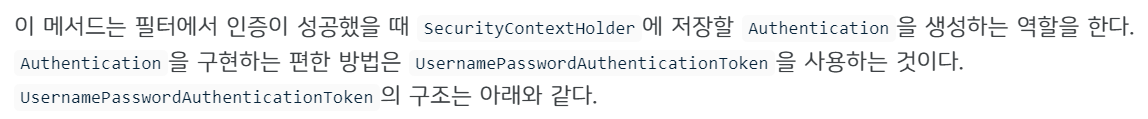 이 메서드는 필터에서 인증이 성공했을 때 SecurityContextHolder 에 저장할 Authentication 을 생성하는 역할을 한다.
Authentication 을 구현하는 편한 방법은 UsernamePasswordAuthenticationToken 을 사용하는 것이다.
UsernamePasswordAuthenticationToken 의 구조는 아래와 같다.